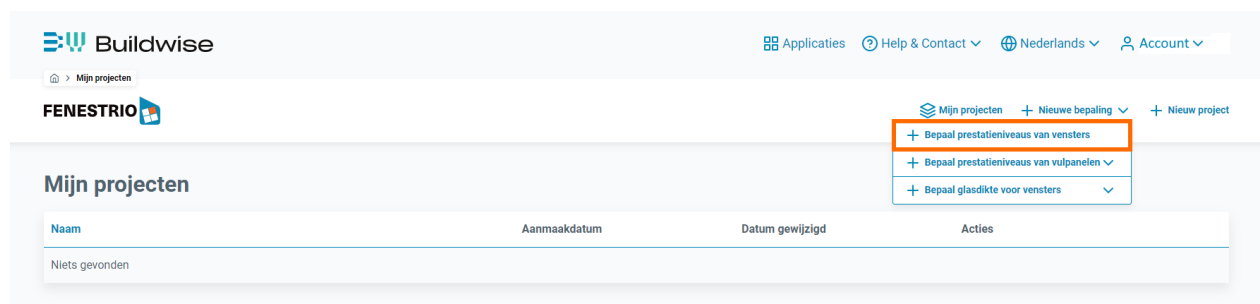 Buildwise
Applicaties Help & Contact Nederlands Account
> Mijn projecten
FENESTRIO
Mijn projecten + Nieuwe bepaling + Nieuw project
+ Bepaal prestatieniveaus van vensters
+ Bepaal prestatieniveaus van vulpanelen
+ Bepaal glasdikte voor vensters
Mijn projecten
Naam Aanmaakdatum Datum gewijzigd Acties
Niets gevonden